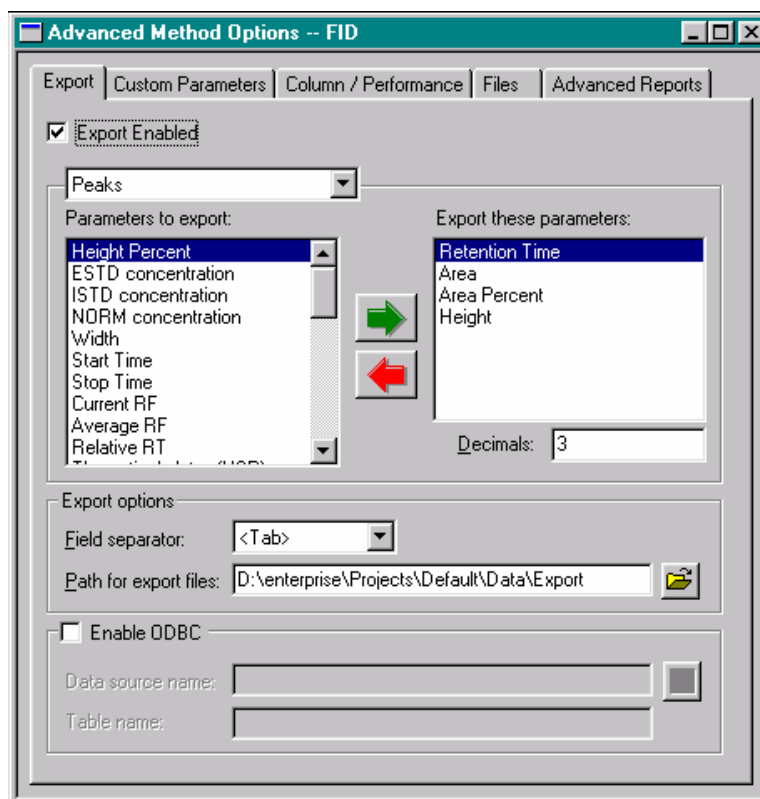 Advanced Method Options -- FID
Export Custom Parameters Column / Performance Files Advanced Reports
Export Enabled
Peaks
Parameters to export:
Height Percent
ESTD concentration
ISTD concentration
NORM concentration
Width
Start Time
Stop Time
Current RF
Average RF
Relative RT
Export these parameters:
Retention Time
Area
Area Percent
Height
Decimals: 3
Export options
Field separator: <Tab>
Path for export files: D:\enterprise\Projects\Default\Data\Export
Enable ODBC
Data source name:
Table name: